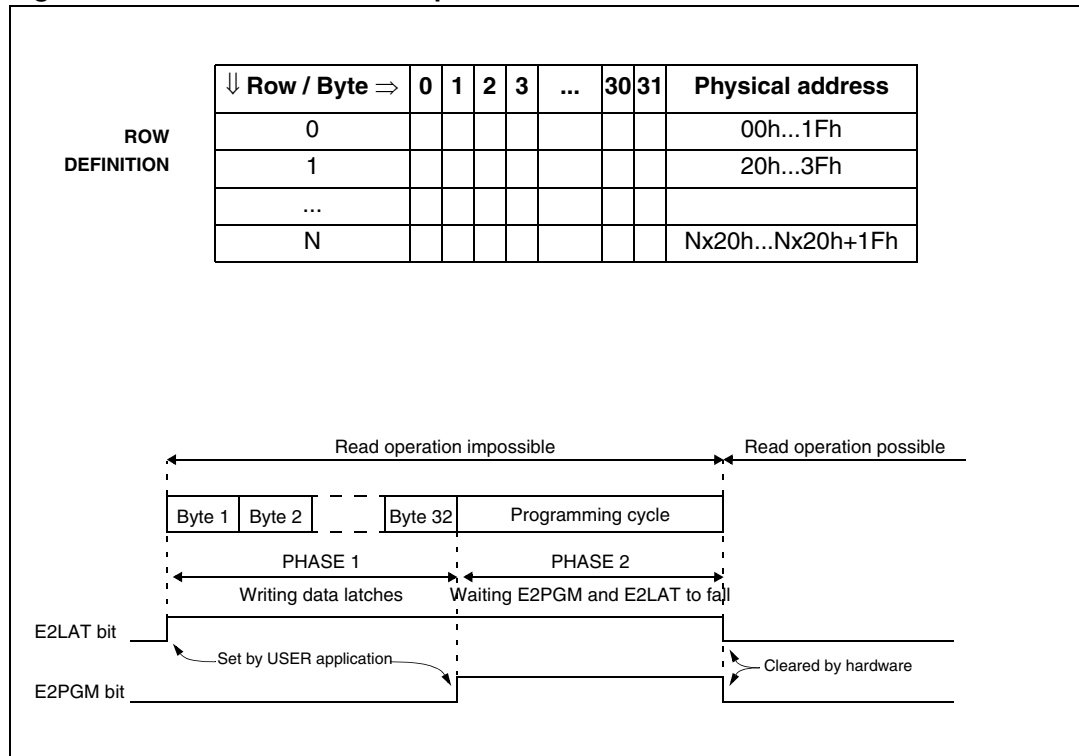 ⇓ Row / Byte ⇒ 0 1 2 3 ... 30 31 Physical address
ROW DEFINITION
0 00h...1Fh
1 20h...3Fh
...
N Nx20h...Nx20h+1Fh
Read operation impossible Read operation possible
Byte 1 Byte 2 Byte 32 Programming cycle
PHASE 1 PHASE 2
Writing data latches Waiting E2PGM and E2LAT to fall
E2LAT bit
Set by USER application Cleared by hardware
E2PGM bit